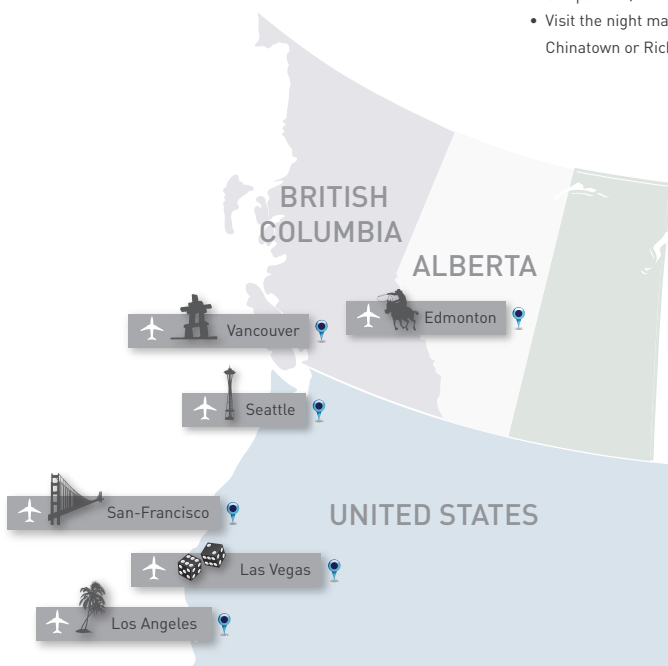 • Visit the night ma
Chinatown or Ric
BRITISH
COLUMBIA
ALBERTA
Vancouver
Edmonton
Seattle
San-Francisco
UNITED STATES
Las Vegas
Los Angeles